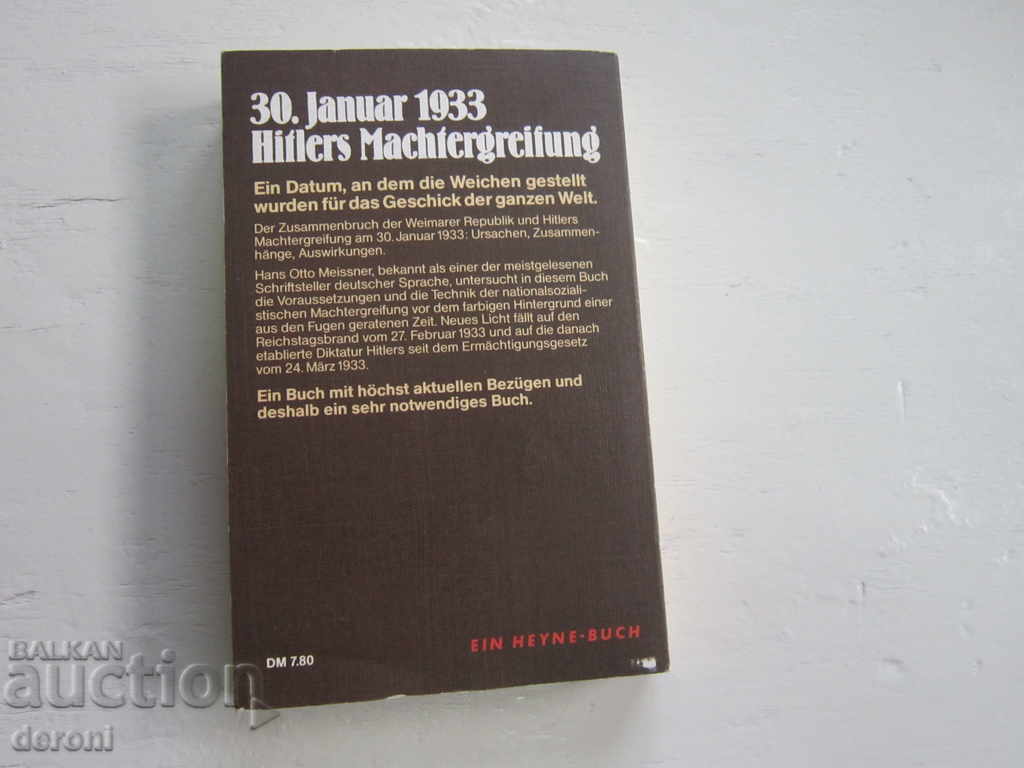 30. Januar 1933
Hitlers Machtergreifung
Ein Datum, an dem die Weichen gestellt
wurden für das Geschick der ganzen Welt.
Der Zusammenbruch der Weimarer Republik und Hitlers
Machtergreifung am 30. Januar 1933: Ursachen, Zusammen-
hänge, Auswirkungen.
Hans Otto Meissner, bekannt als einer der meistgelesenen
Schriftsteller deutscher Sprache, untersucht in diesem Buch
die Voraussetzungen und die Technik der nationalsoziali-
stischen Machtergreifung vor dem farbigen Hintergrund einer
aus den Fugen geratenen Zeit. Neues Licht fällt auf den
Reichstagsbrand vom 27. Februar 1933 und auf die danach
etablierte Diktatur Hitlers seit dem Ermächtigungsgesetz
vom 24. März 1933.
Ein Buch mit höchst aktuellen Bezügen und
deshalb ein sehr notwendiges Buch.
EIN HEYNE-BUCH
DM 7.80
BALKAN
auction
deroni